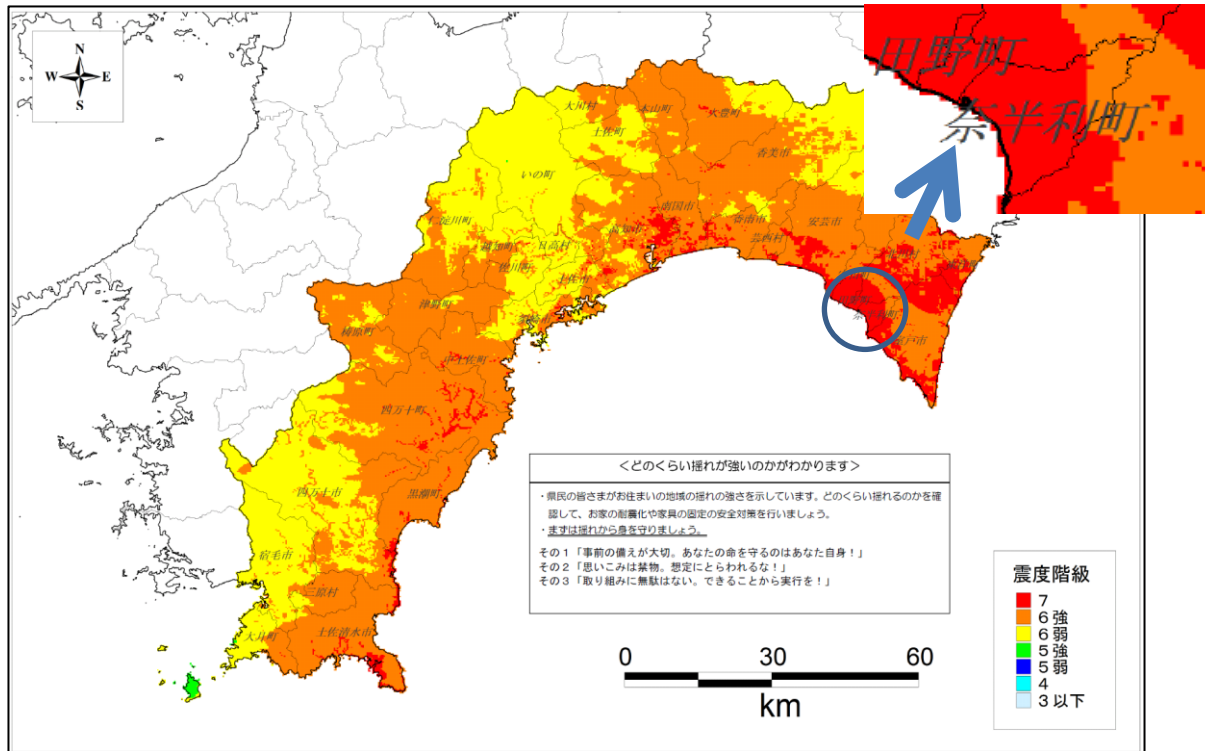 N
W E
S
田野町
奈半利町
大川村
本山町
大豊町
土佐町
香美市
いの町
南国市
香南市
安芸市
仁淀川町
芸西村
高知市
越知町
日高村
佐川町
土佐市
津野町
須崎市
梼原町
奈半利町
室戸市
中土佐町
四万十町
四万十市
黒潮町
宿毛市
三原村
大月町
土佐清水市
＜どのくらい揺れが強いのかがわかります＞
・県民の皆さまがお住まいの地域の揺れの強さを示しています。どのくらい揺れるのかを確
認して、お家の耐震化や家具の固定の安全対策を行いましょう。
・まずは揺れから身を守りましょう。
その１「事前の備えが大切。あなたの命を守るのはあなた自身！」
その２「思いこみは禁物。想定にとらわれるな！」
その３「取り組みに無駄はない。できることから実行を！」
震度階級
7
6強
6弱
5強
5弱
4
3以下
0 30 60
km